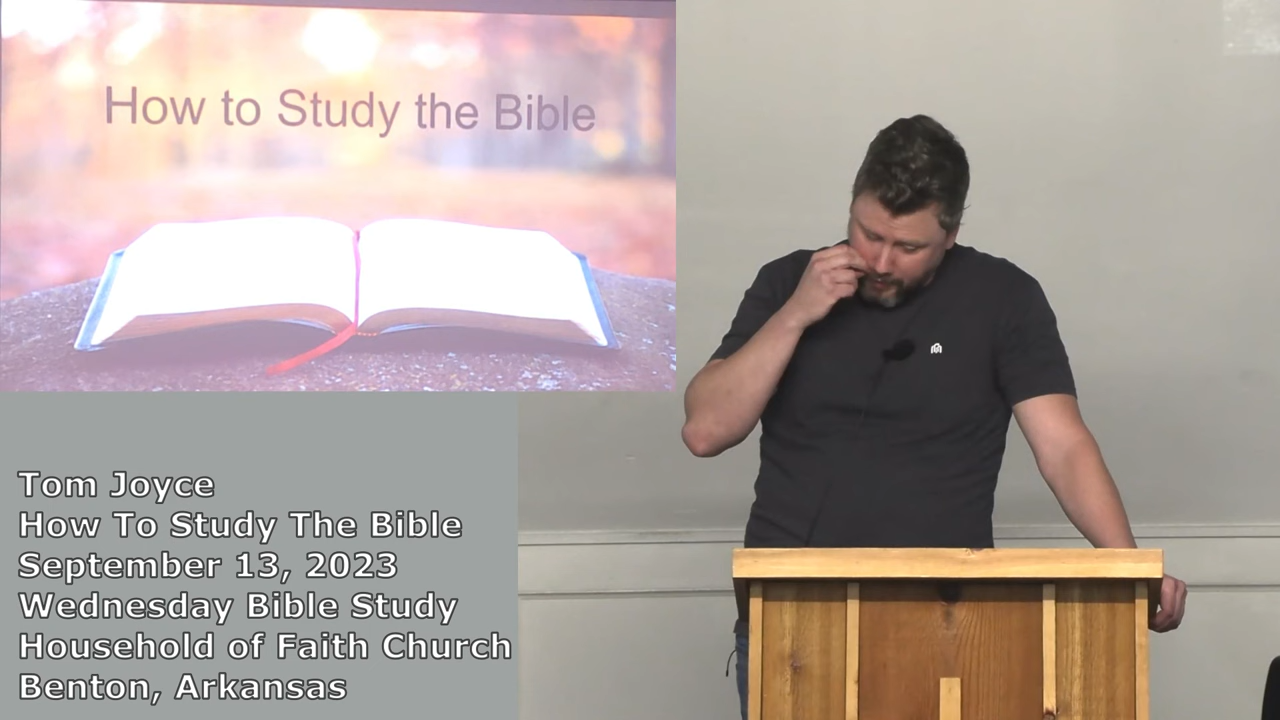 How to Study the Bible
Tom Joyce
How To Study The Bible
September 13, 2023
Wednesday Bible Study
Household of Faith Church
Benton, Arkansas